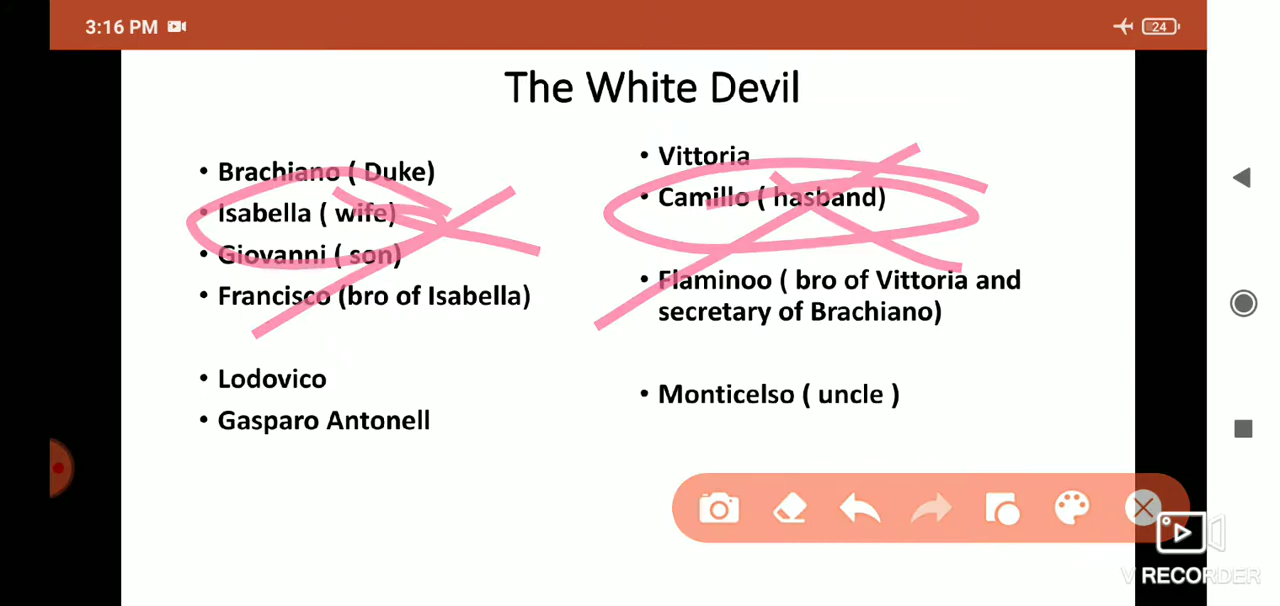 3:16 PM
24
The White Devil
• Brachiano ( Duke)
• Isabella ( wife)
• Giovanni ( son)
• Francisco (bro of Isabella)
• Lodovico
• Gasparo Antonell
• Vittoria
• Camillo ( hasband)
• Flaminoo ( bro of Vittoria and
secretary of Brachiano)
• Monticelso ( uncle )
V RECORDER